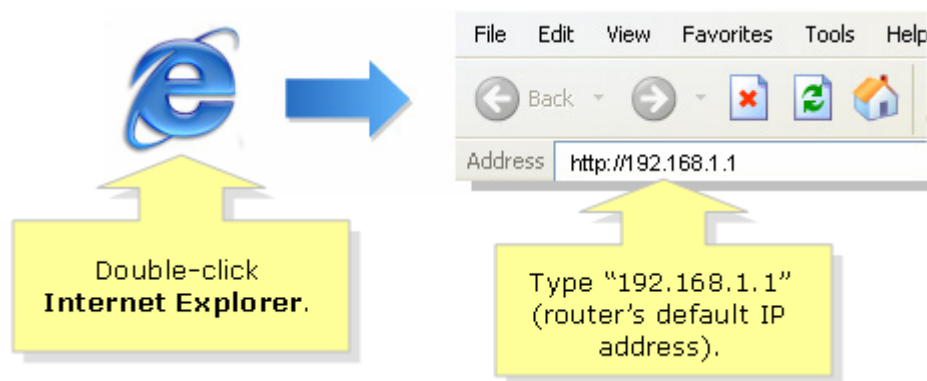 File Edit View Favorites Tools Help
Back
Address http://192.168.1.1
Double-click
Internet Explorer.
Type “192.168.1.1”
(router’s default IP
address).